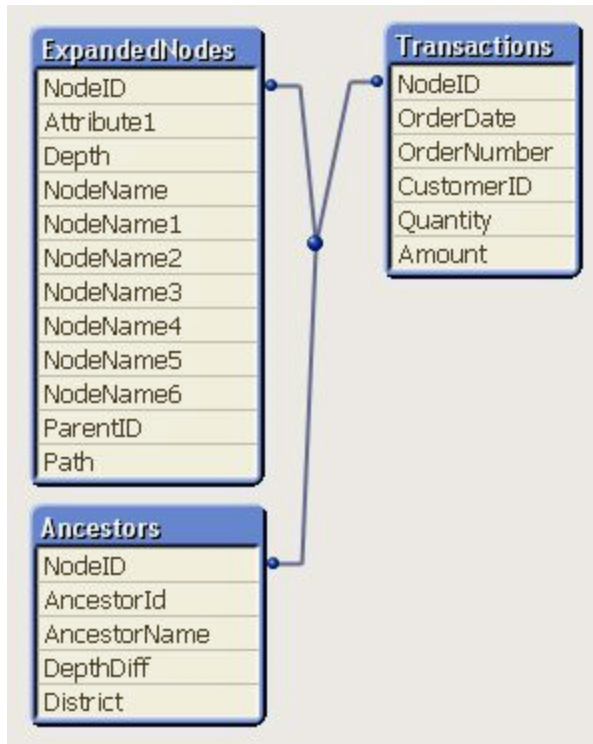 ExpandedNodes
NodeID
Attribute1
Depth
NodeName
NodeName1
NodeName2
NodeName3
NodeName4
NodeName5
NodeName6
ParentID
Path
Transactions
NodeID
OrderDate
OrderNumber
CustomerID
Quantity
Amount
Ancestors
NodeID
AncestorId
AncestorName
DepthDiff
District